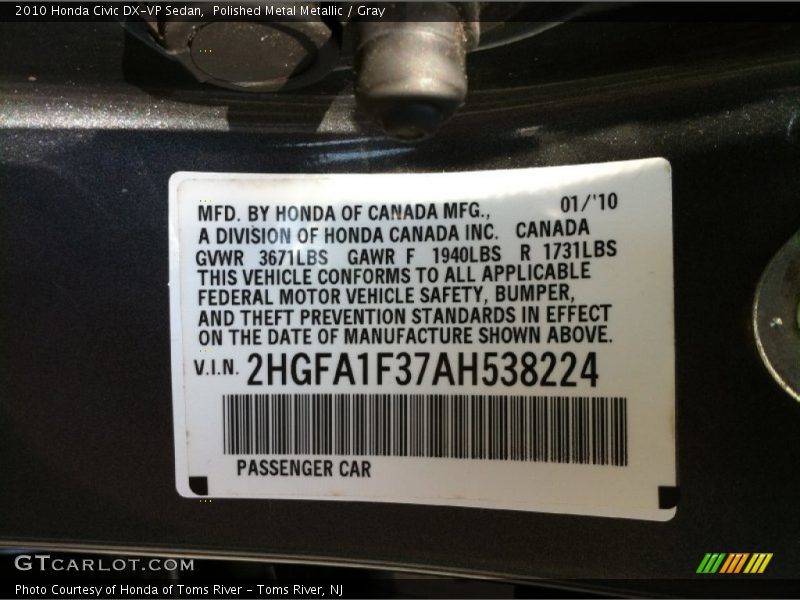 2010 Honda Civic DX-VP Sedan, Polished Metal Metallic / Gray
MFD. BY HONDA OF CANADA MFG., 01/'10
A DIVISION OF HONDA CANADA INC. CANADA
GVWR 3671LBS GAWR F 1940LBS R 1731LBS
THIS VEHICLE CONFORMS TO ALL APPLICABLE
FEDERAL MOTOR VEHICLE SAFETY, BUMPER,
AND THEFT PREVENTION STANDARDS IN EFFECT
ON THE DATE OF MANUFACTURE SHOWN ABOVE.
V.I.N. 2HGFA1F37AH538224
PASSENGER CAR
GTCARLOT.COM
Photo Courtesy of Honda of Toms River - Toms River, NJ